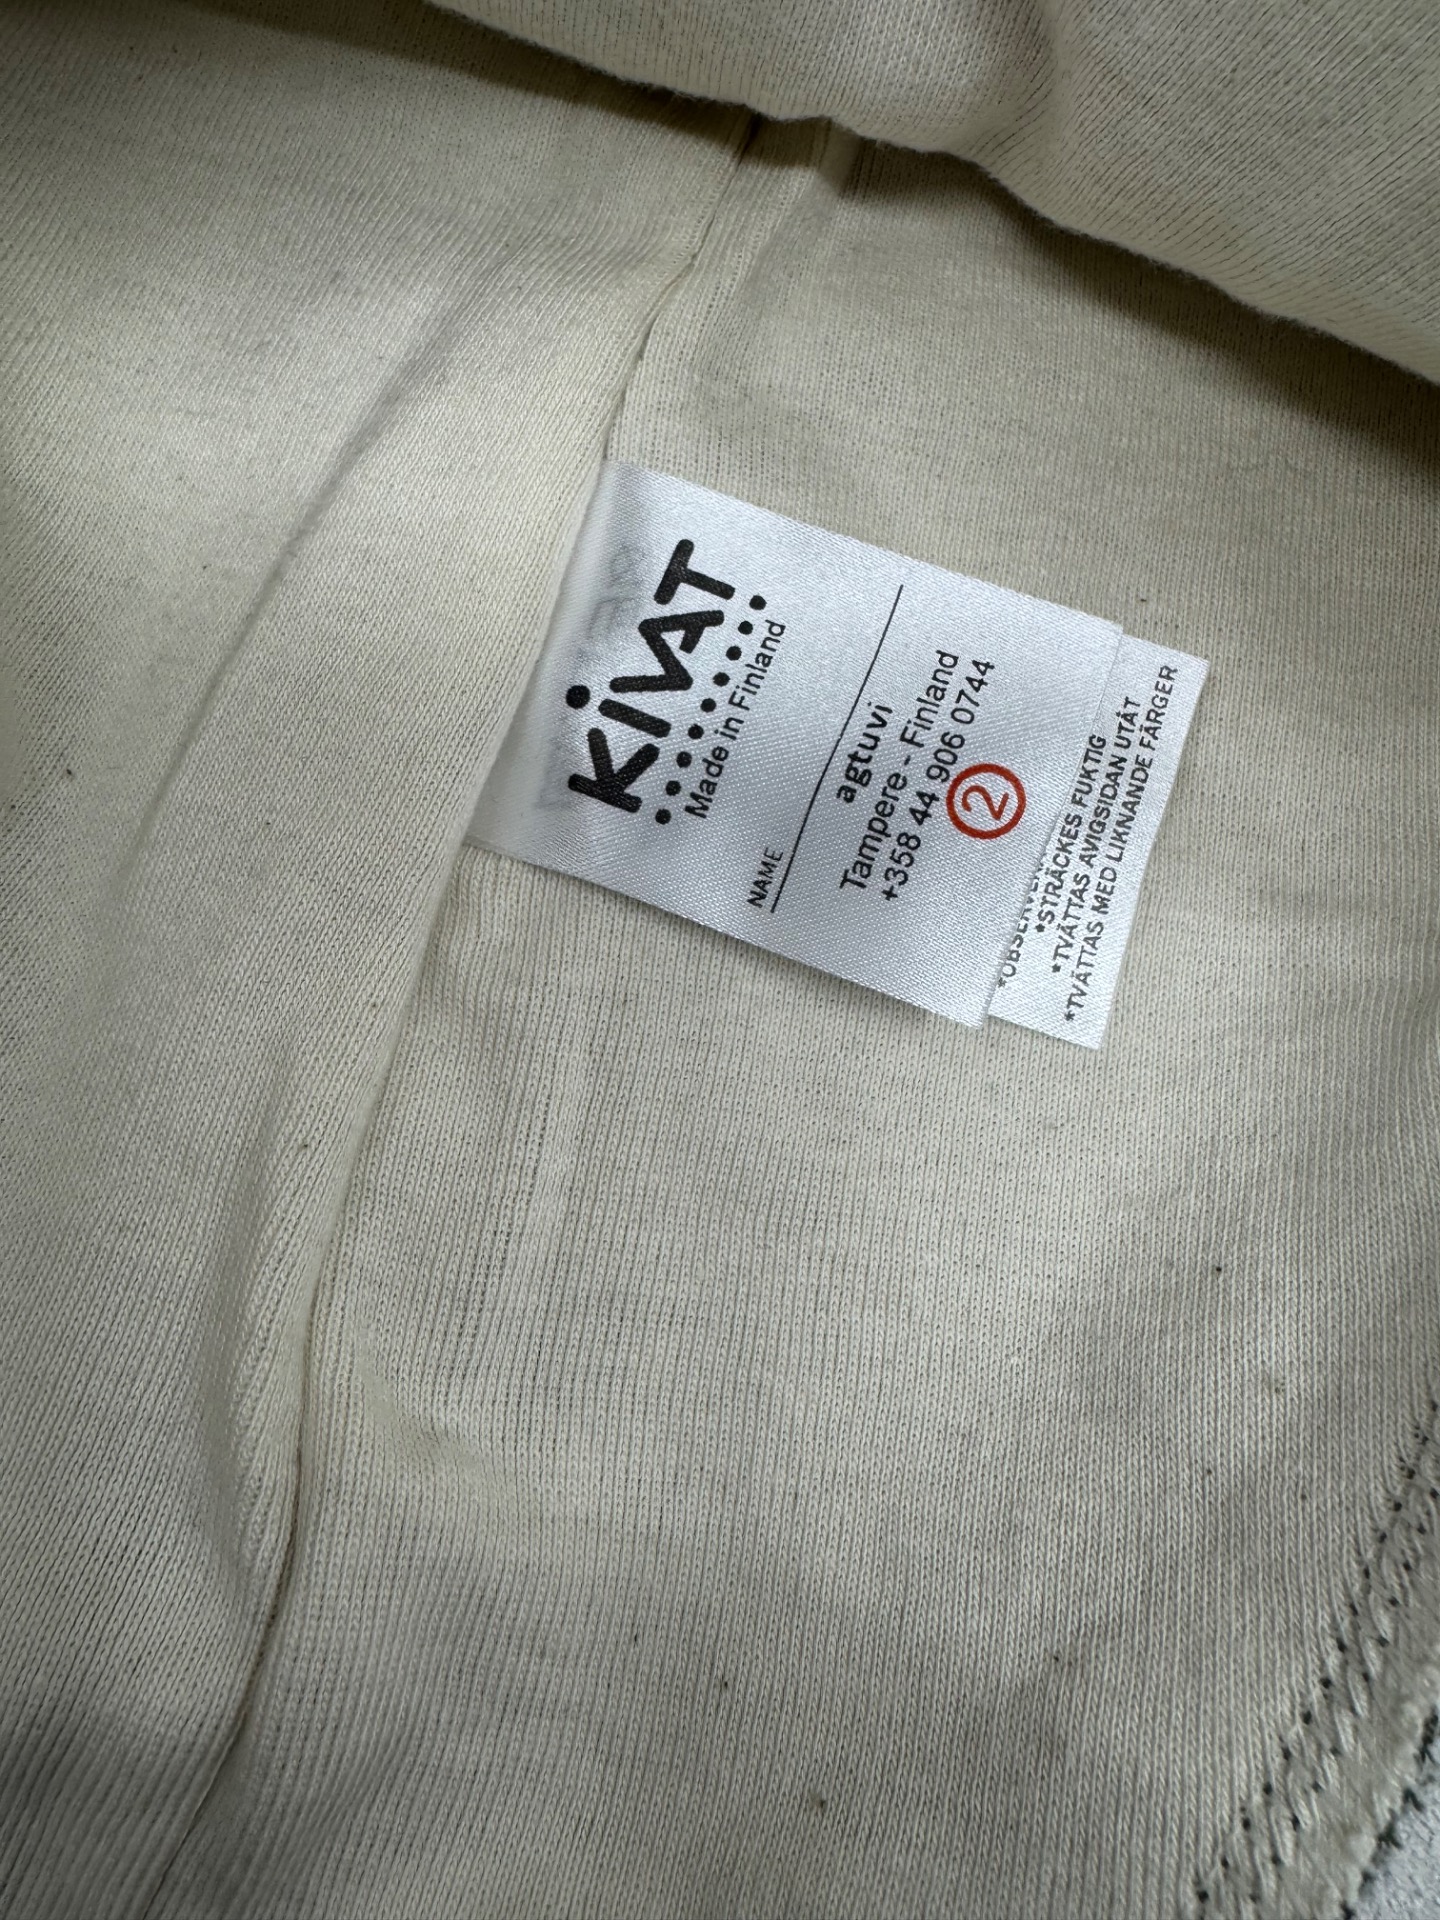 KiVAT
Made in Finland
NAME
agtuvi
Tampere - Finland
+358 44 906 0744
2
*STRÄCKES FUKTIG
*TVÄTTAS AVIGSIDAN UTÅT
*TVÄTTAS MED LIKNANDE FÄRGER